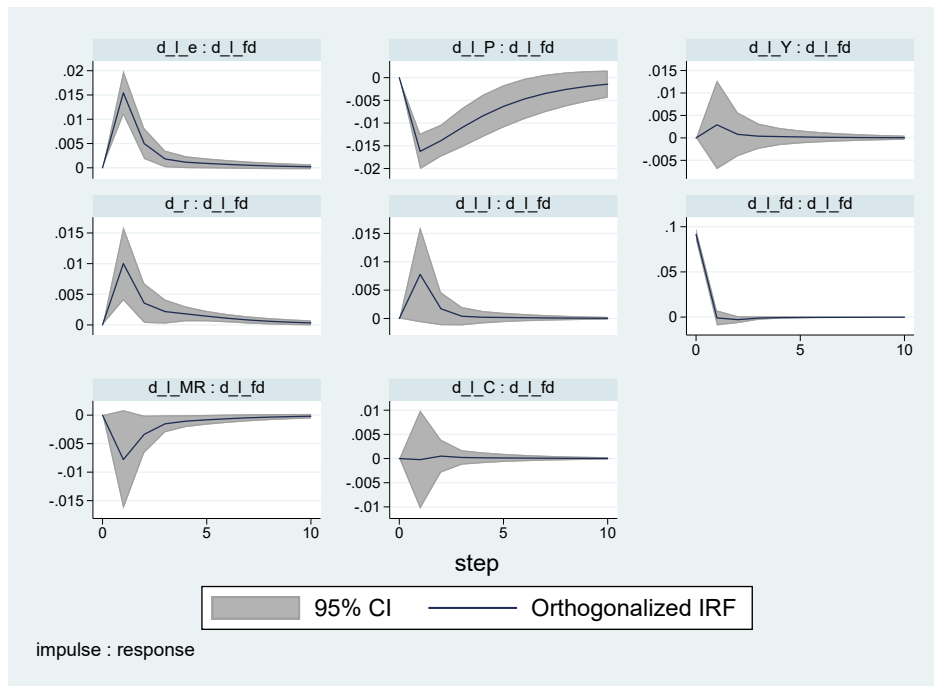 d_l_e : d_l_fd
d_l_P : d_l_fd
d_l_Y : d_l_fd
.02
.015
.01
.005
0
0
-.005
-.01
-.015
-.02
.015
.01
.005
0
-.005
d_r : d_l_fd
d_l_I : d_l_fd
d_l_fd : d_l_fd
.015
.01
.005
0
.015
.01
.005
0
.1
.05
0
0 5 10
d_l_MR : d_l_fd
d_l_C : d_l_fd
0
-.005
-.01
-.015
0 5 10
.01
.005
0
-.005
-.01
0 5 10
step
95% CI
Orthogonalized IRF
impulse : response